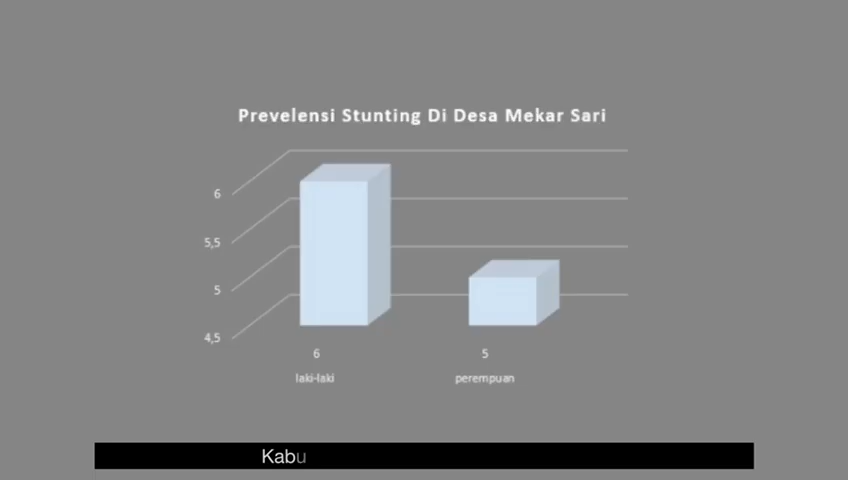 Prevelensi Stunting Di Desa Mekar Sari
6
5,5
5
4,5
6
5
laki-laki
perempuan
Kabu